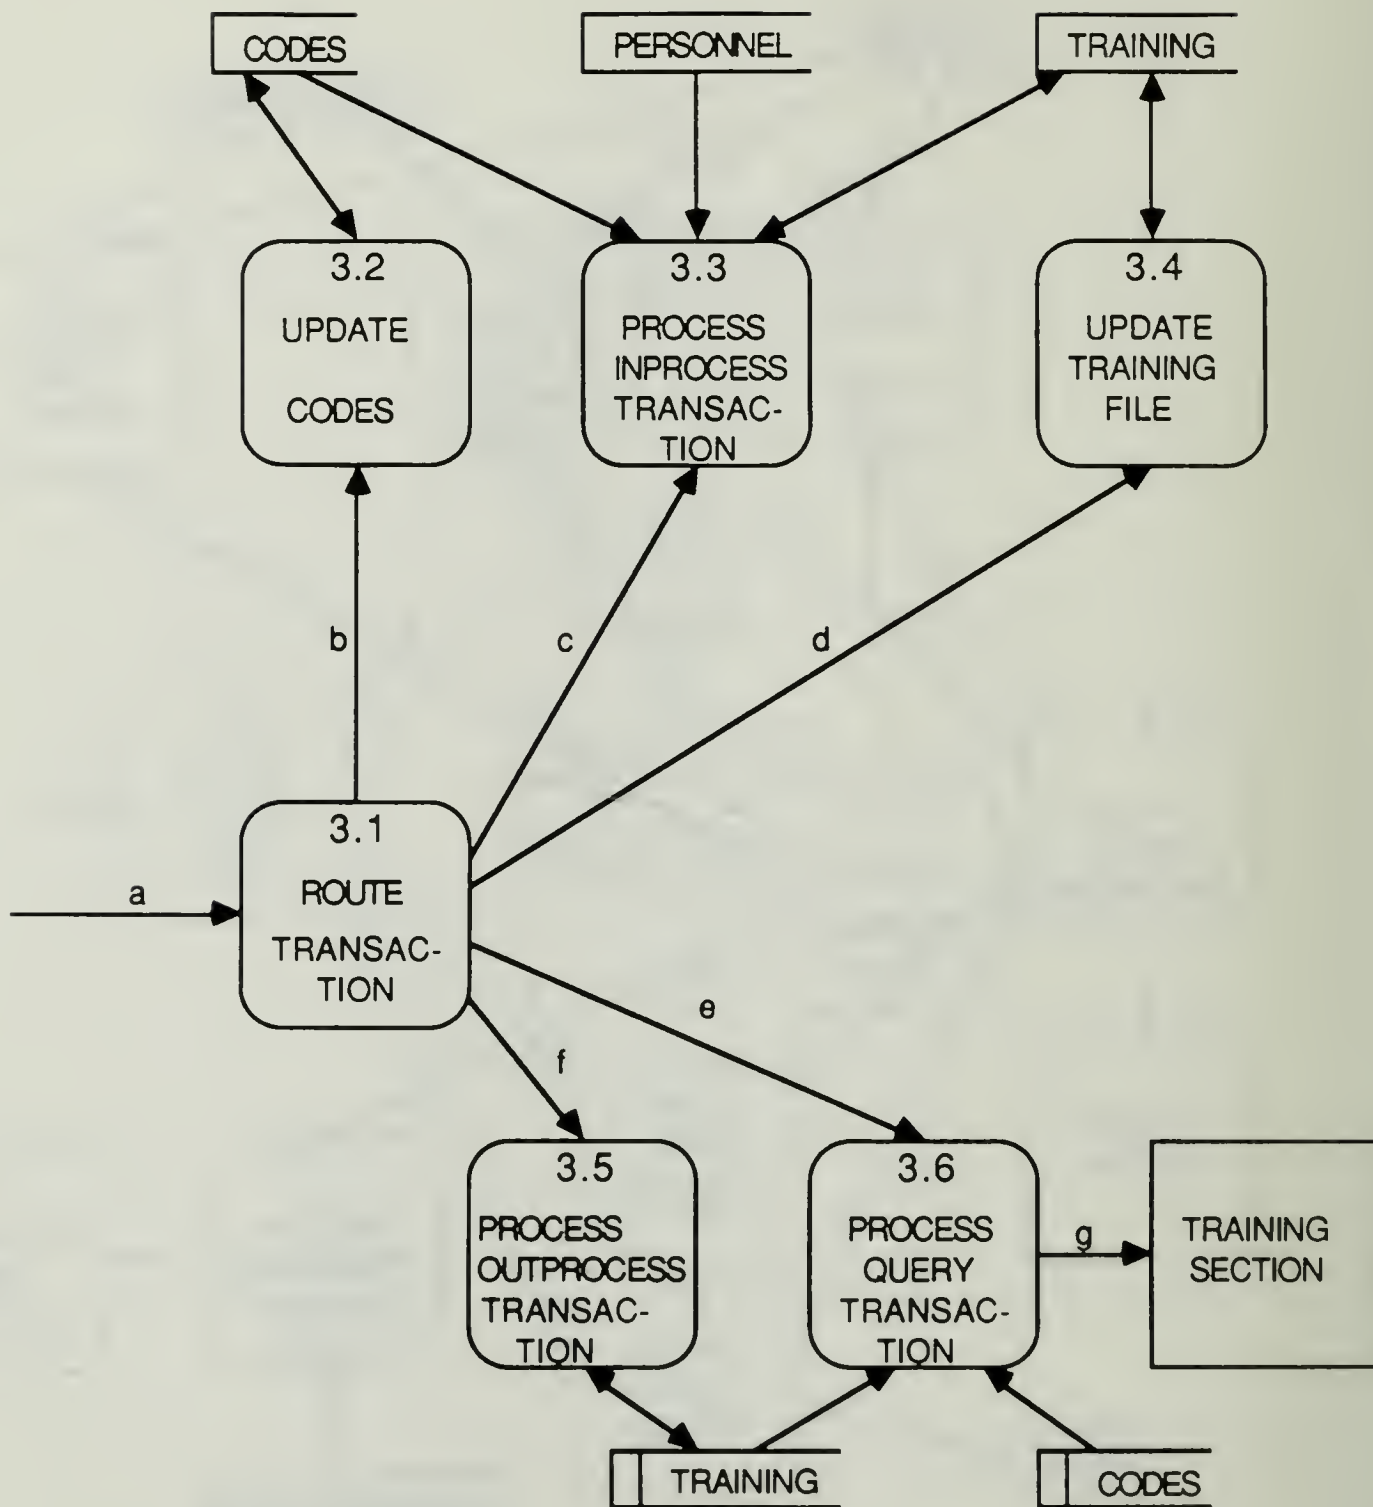 CODES
PERSONNEL
TRAINING
3.2
UPDATE
CODES
3.3
PROCESS
INPROCESS
TRANSAC-
TION
3.4
UPDATE
TRAINING
FILE
b
c
d
3.1
ROUTE
TRANSAC-
TION
a
e
f
3.5
PROCESS
OUTPROCESS
TRANSAC-
TION
3.6
PROCESS
QUERY
TRANSAC-
TION
g
TRAINING
SECTION
TRAINING
CODES